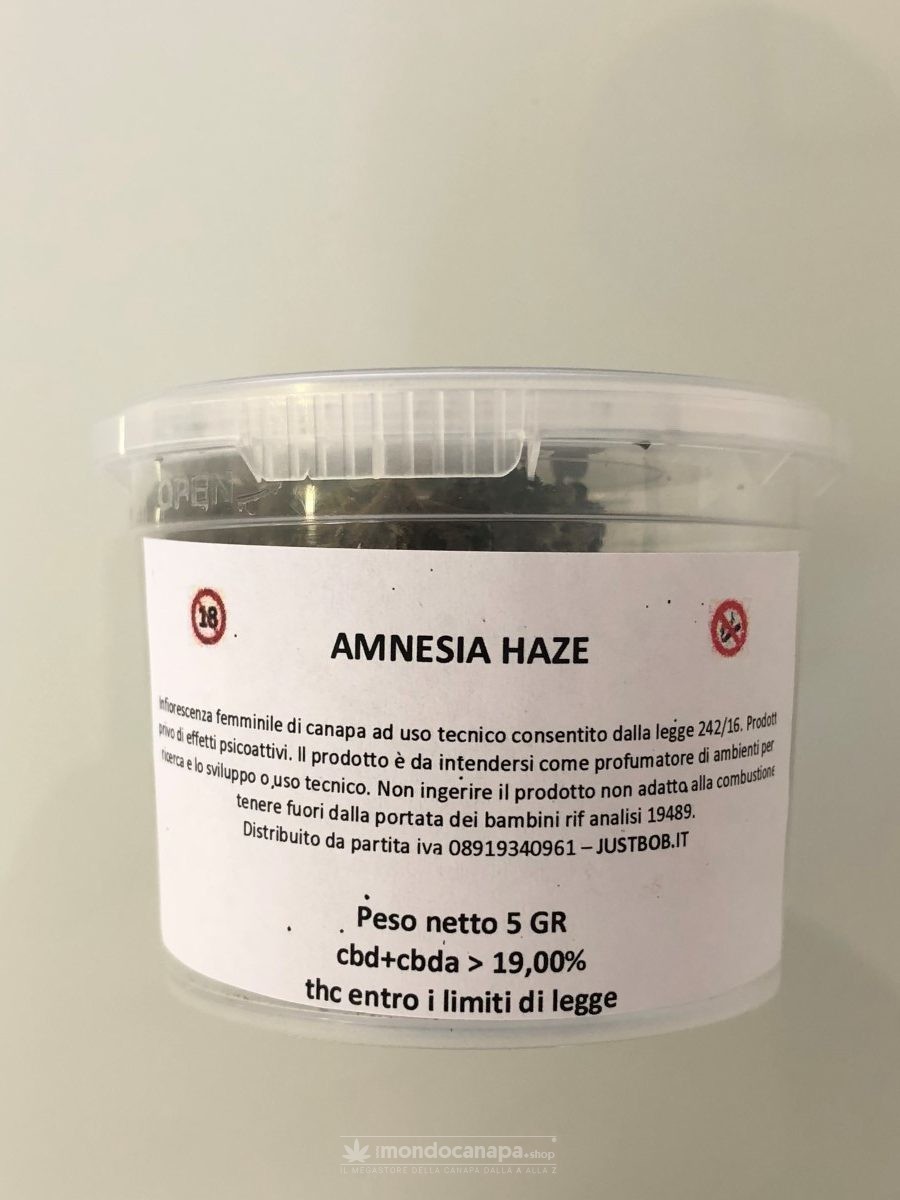 OPEN
18
AMNESIA HAZE
Infiorescenza femminile di canapa ad uso tecnico consentito dalla legge 242/16. Prodott
privo di effetti psicoattivi. Il prodotto è da intendersi come profumatore di ambienti per
ricerca e lo sviluppo o uso tecnico. Non ingerire il prodotto non adatto alla combustione
tenere fuori dalla portata dei bambini rif analisi 19489.
Distribuito da partita iva 08919340961 – JUSTBOB.IT
Peso netto 5 GR
cbd+cbda > 19,00%
thc entro i limiti di legge
ımondocanapa.shop
IL MEGASTORE DELLA CANAPA DALLA A ALLA Z